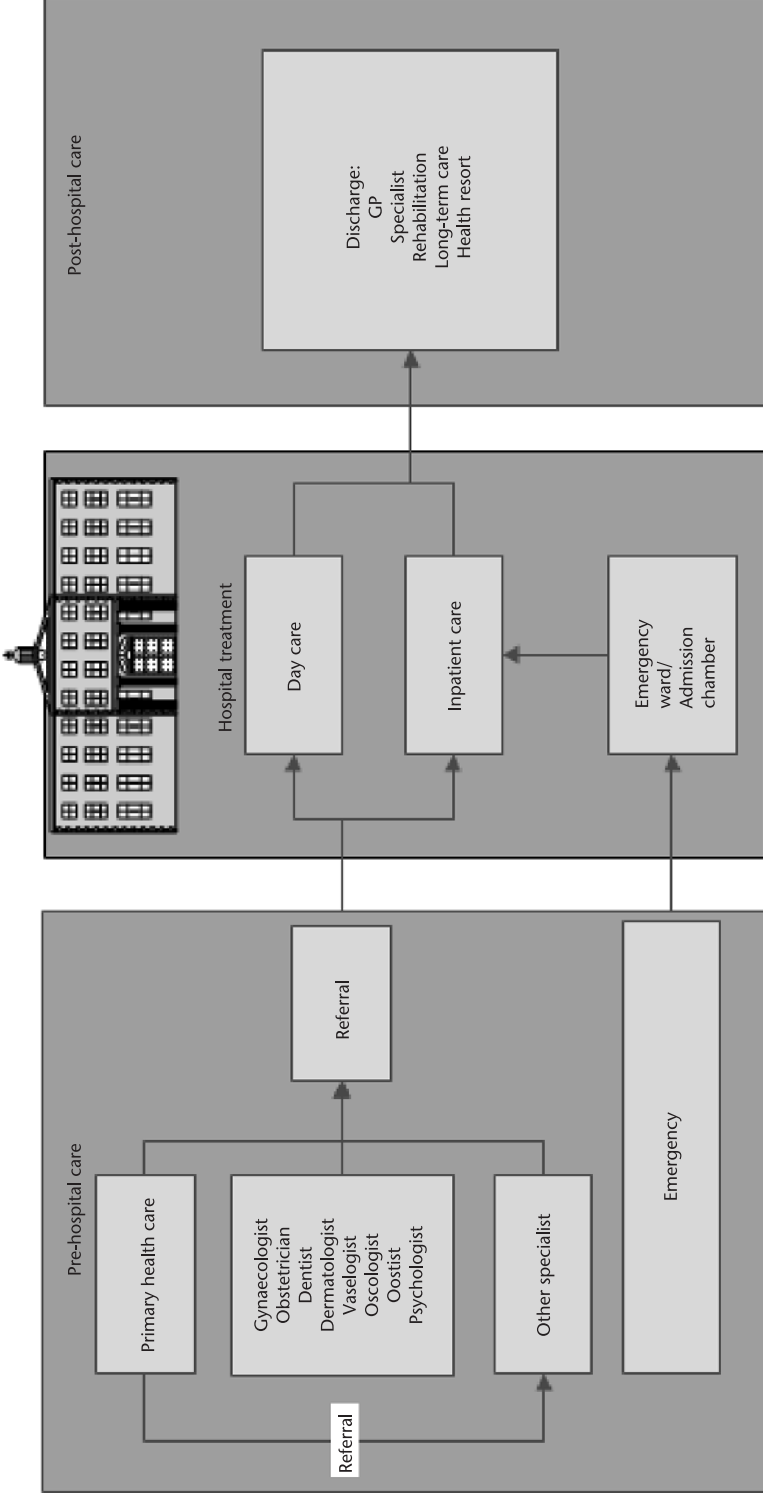 Pre-hospital care
Primary health care
Gynaecologist
Obstetrician
Dentist
Dermatologist
Vaselogist
Oscologist
Oostist
Psychologist
Other specialist
Referral
Referral
Emergency
Hospital treatment
Day care
Inpatient care
Emergency
ward/
Admission
chamber
Post-hospital care
Discharge:
GP
Specialist
Rehabilitation
Long-term care
Health resort